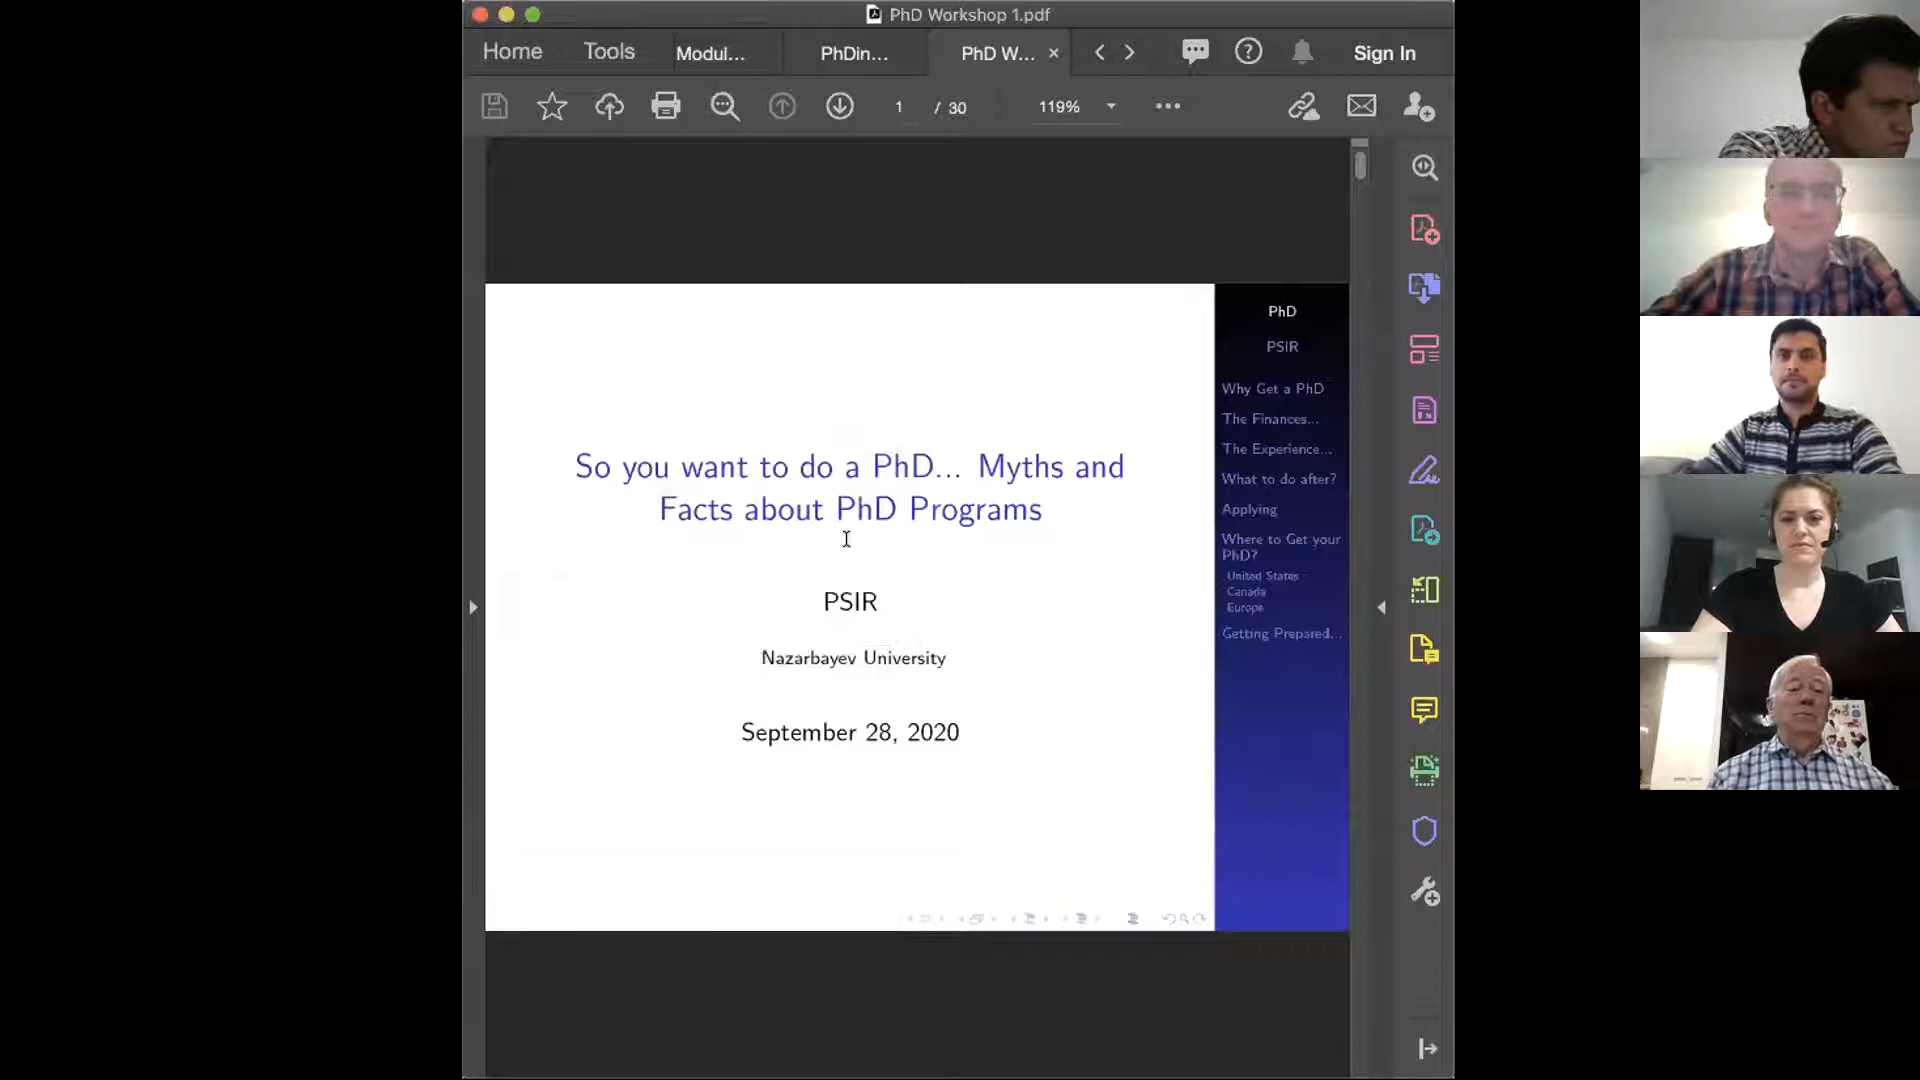 PhD Workshop 1.pdf
Home Tools Modul... PhDin... PhD W... × Sign In
1 / 30 119%
So you want to do a PhD... Myths and
Facts about PhD Programs
PSIR
Nazarbayev University
September 28, 2020
PhD
PSIR
Why Get a PhD
The Finances...
The Experience...
What to do after?
Applying
Where to Get your
PhD?
United States
Canada
Europe
Getting Prepared...